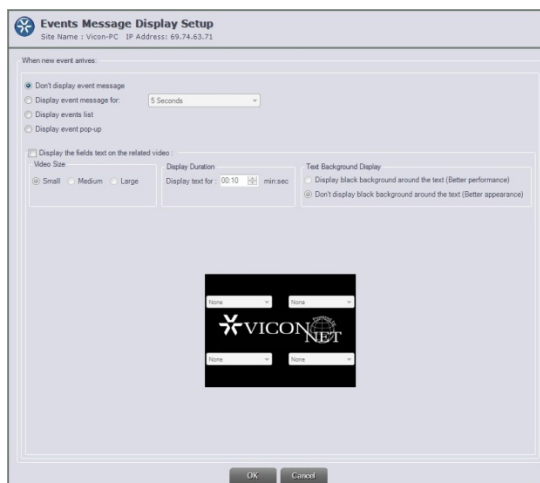 Events Message Display Setup
Site Name : Vicon-PC IP Address: 69.74.63.71
When new event arrives:
Don't display event message
Display event message for: 5 Seconds
Display events list
Display event pop-up
Display the fields text on the related video :
Video Size
Small Medium Large
Display Duration
Display text for : 00:10 min:sec
Text Background Display
Display black background around the text (Better performance)
Don't display black background around the text (Better appearance)
None None
VICON NET
None None
OK Cancel